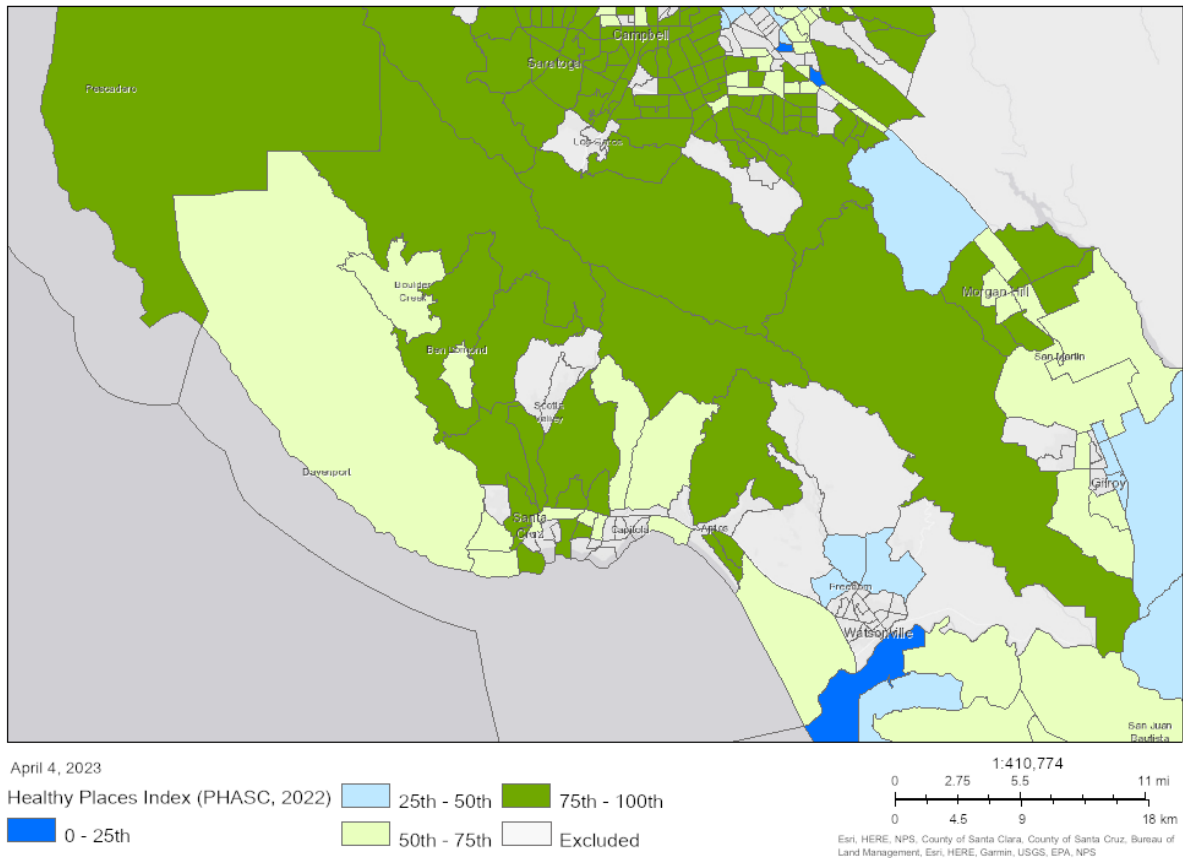 Campbell
Saratoga
Pescadero
Los Gatos
Boulder
Creek
Morgan Hill
Ben Lomond
San Martin
Scotts
Valley
Davenport
Gilroy
Santa
Cruz
Capitola
Aptos
Freedom
Watsonville
San Juan
Bautista
April 4, 2023
Healthy Places Index (PHASC, 2022)
0 - 25th
25th - 50th
50th - 75th
75th - 100th
Excluded
1:410,774
0 2.75 5.5 11 mi
0 4.5 9 18 km
Esri, HERE, NPS, County of Santa Clara, County of Santa Cruz, Bureau of
Land Management, Esri, HERE, Garmin, USGS, EPA, NPS